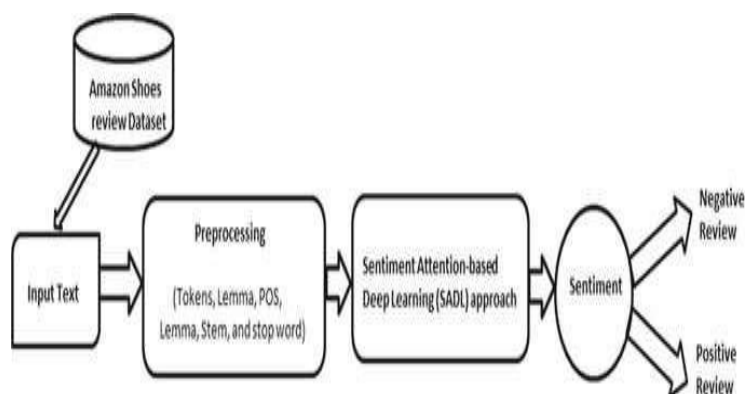 Amazon Shoes
review Dataset
Input Text
Preprocessing
(Tokens, Lemma, POS,
Lemma, Stem, and stop word)
Sentiment Attention-based
Deep Learning (SADL) approach
Sentiment
Negative
Review
Positive
Review